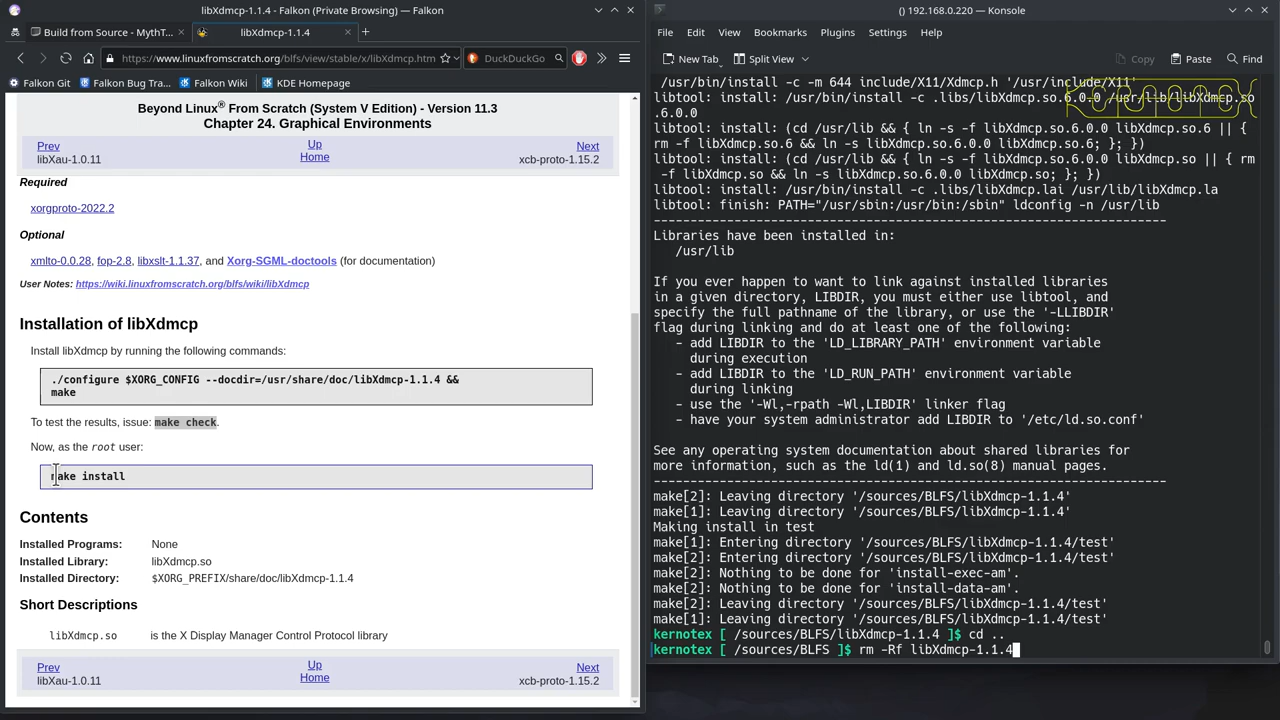 libXdmcp-1.1.4 - Falkon (Private Browsing) — Falkon
Build from Source - MythT
libXdmcp-1.1.4
https://www.linuxfromscratch.org/blfs/view/stable/x/libXdmcp.htm
DuckDuckGo
Falkon Git
Falkon Bug Tra...
Falkon Wiki
KDE Homepage
Beyond Linux® From Scratch (System V Edition) - Version 11.3
Chapter 24. Graphical Environments
Prev
Up
Next
libXau-1.0.11
Home
xcb-proto-1.15.2
Required
xorgproto-2022.2
Optional
xmlto-0.0.28, fop-2.8, libxslt-1.1.37, and Xorg-SGML-doctools (for documentation)
User Notes: https://wiki.linuxfromscratch.org/blfs/wiki/libXdmcp
Installation of libXdmcp
Install libXdmcp by running the following commands:
./configure $XORG_CONFIG --docdir=/usr/share/doc/libXdmcp-1.1.4 &&
make
To test the results, issue: make check.
Now, as the root user:
make install
Contents
Installed Programs: None
Installed Library: libXdmcp.so
Installed Directory: $XORG_PREFIX/share/doc/libXdmcp-1.1.4
Short Descriptions
libXdmcp.so is the X Display Manager Control Protocol library
Prev
Up
Next
libXau-1.0.11
Home
xcb-proto-1.15.2
() 192.168.0.220 — Konsole
File Edit View Bookmarks Plugins Settings Help
New Tab Split View Copy Paste Find
/usr/bin/install -c -m 644 include/X11/Xdmcp.h '/usr/include/X11'
libtool: install: /usr/bin/install -c .libs/libXdmcp.so.6.0.0 /usr/lib/libXdmcp.so
.6.0.0
libtool: install: (cd /usr/lib && { ln -s -f libXdmcp.so.6.0.0 libXdmcp.so.6 || {
rm -f libXdmcp.so.6 && ln -s libXdmcp.so.6.0.0 libXdmcp.so.6; }; })
libtool: install: (cd /usr/lib && { ln -s -f libXdmcp.so.6.0.0 libXdmcp.so || { rm
-f libXdmcp.so && ln -s libXdmcp.so.6.0.0 libXdmcp.so; }; })
libtool: install: /usr/bin/install -c .libs/libXdmcp.lai /usr/lib/libXdmcp.la
libtool: finish: PATH="/usr/sbin:/usr/bin:/sbin" ldconfig -n /usr/lib
----------------------------------------------------------------------
Libraries have been installed in:
/usr/lib
If you ever happen to want to link against installed libraries
in a given directory, LIBDIR, you must either use libtool, and
specify the full pathname of the library, or use the '-LLIBDIR'
flag during linking and do at least one of the following:
- add LIBDIR to the 'LD_LIBRARY_PATH' environment variable
during execution
- add LIBDIR to the 'LD_RUN_PATH' environment variable
during linking
- use the '-Wl,-rpath -Wl,LIBDIR' linker flag
- have your system administrator add LIBDIR to '/etc/ld.so.conf'
See any operating system documentation about shared libraries for
more information, such as the ld(1) and ld.so(8) manual pages.
----------------------------------------------------------------------
make[2]: Leaving directory '/sources/BLFS/libXdmcp-1.1.4'
make[1]: Leaving directory '/sources/BLFS/libXdmcp-1.1.4'
Making install in test
make[1]: Entering directory '/sources/BLFS/libXdmcp-1.1.4/test'
make[2]: Entering directory '/sources/BLFS/libXdmcp-1.1.4/test'
make[2]: Nothing to be done for 'install-exec-am'.
make[2]: Nothing to be done for 'install-data-am'.
make[2]: Leaving directory '/sources/BLFS/libXdmcp-1.1.4/test'
make[1]: Leaving directory '/sources/BLFS/libXdmcp-1.1.4/test'
kernotex [ /sources/BLFS/libXdmcp-1.1.4 ]$ cd ..
kernotex [ /sources/BLFS ]$ rm -Rf libXdmcp-1.1.4